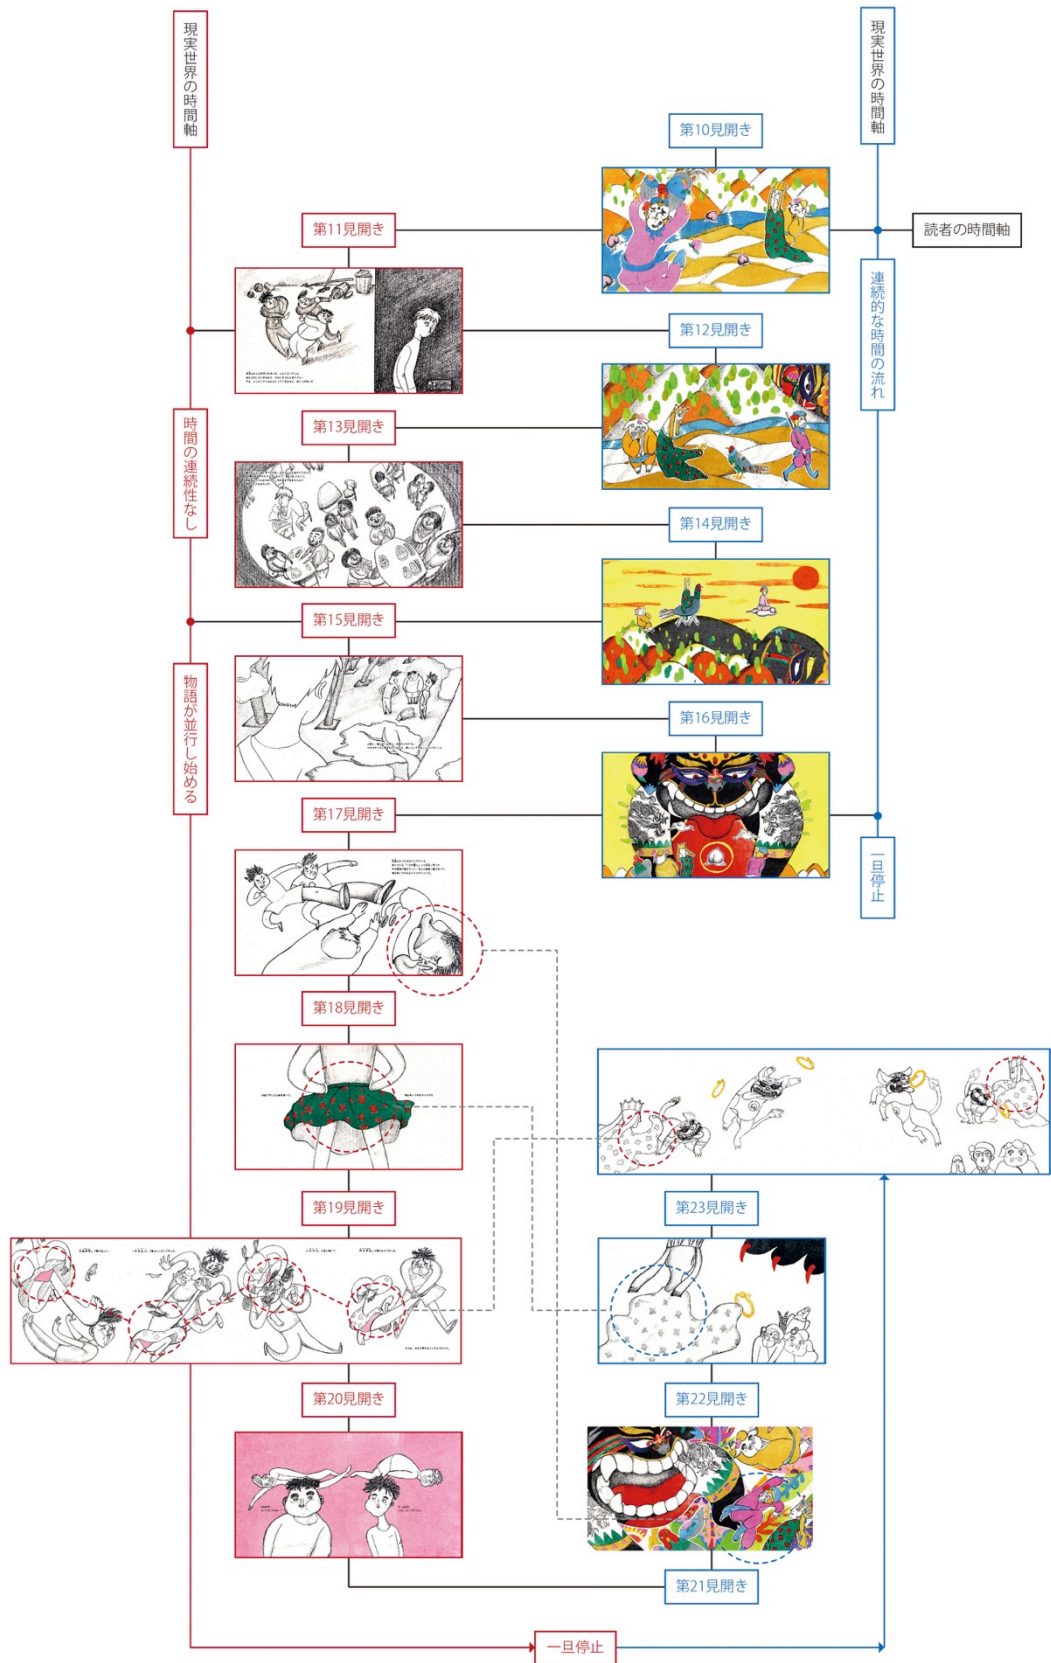 現実世界の時間軸
現実世界の時間軸
第10見開き
第11見開き
読者の時間軸
連続的な時間の流れ
第12見開き
時間の連続性なし
第13見開き
第14見開き
第15見開き
物語が並行し始める
第16見開き
第17見開き
一旦停止
第18見開き
第19見開き
第23見開き
第20見開き
第22見開き
第21見開き
一旦停止